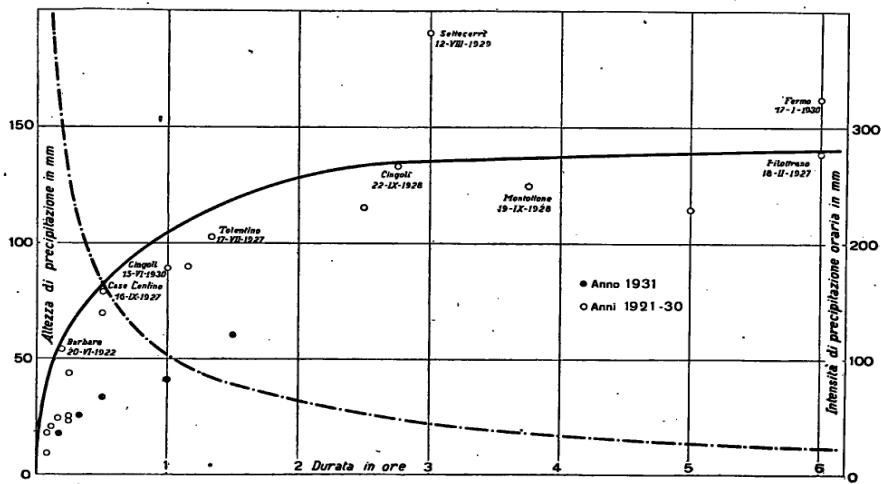 Settecerrì
12-VIII-1929
Fermo
17-I-1930
150
300
Filottrano
18-II-1927
Cingoli
22-IX-1928
Montottone
19-IX-1928
Tolentino
17-VII-1927
100
200
Cingoli
15-VI-1930
Case Cantino
16-IX-1927
Anno 1931
Anni 1921-30
Barbara
20-VI-1922
50
100
Altezza di precipitazione in mm
Intensità di precipitazione oraria in mm
0
0
1
2
3
4
5
6
Durata in ore